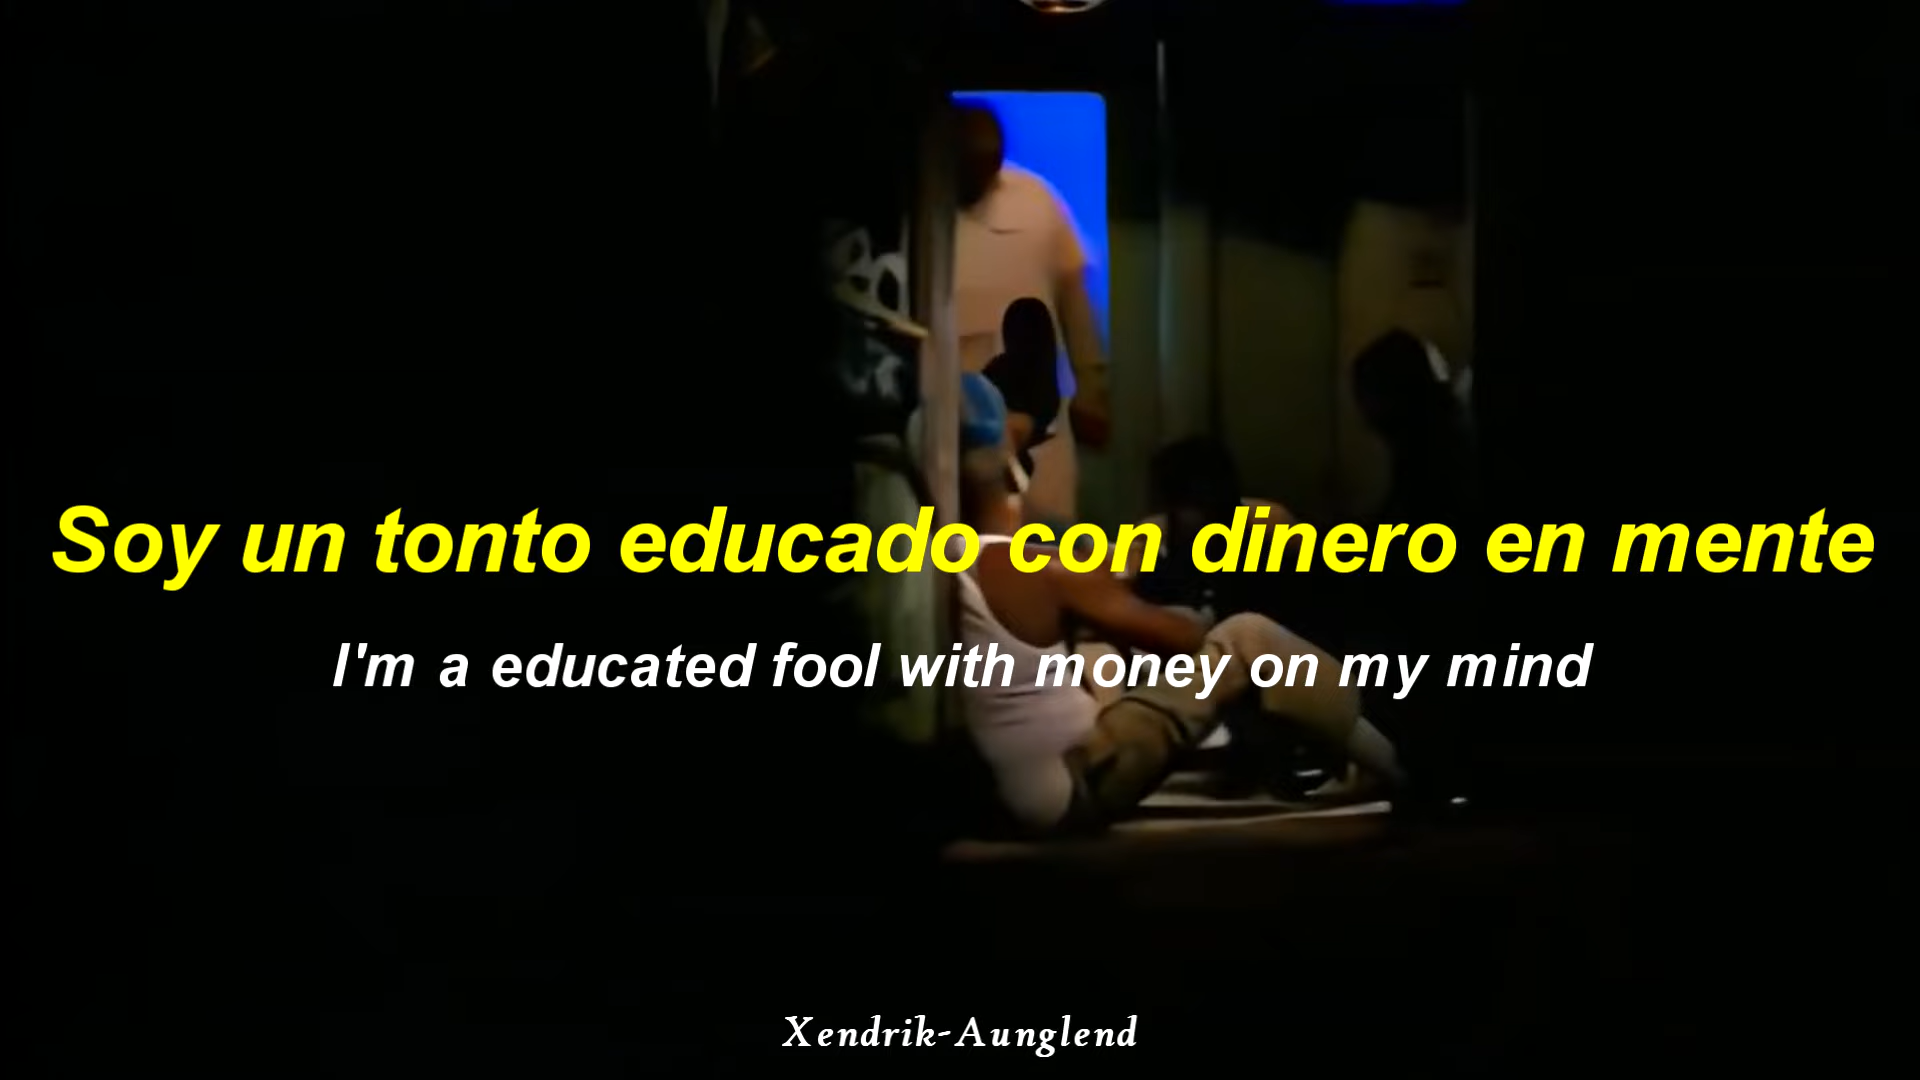 Soy un tonto educado con dinero en mente
I'm a educated fool with money on my mind
Xendrik-Aunglend